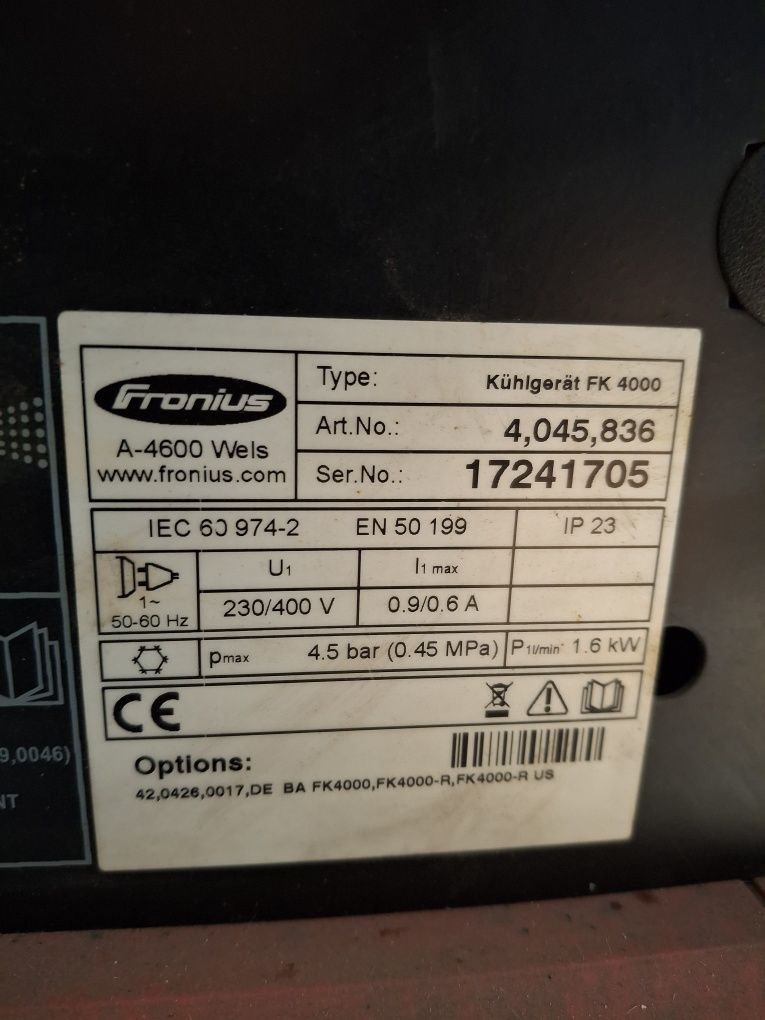 Fronius
A-4600 Wels
www.fronius.com
Type: Kühlgerät FK 4000
Art.No.: 4,045,836
Ser.No.: 17241705
IEC 60 974-2 EN 50 199 IP 23
1~
50-60 Hz
U1 I1 max
230/400 V 0.9/0.6 A
pmax 4.5 bar (0.45 MPa) P1l/min 1.6 kW
CE
Options:
42,0426,0017,DE BA FK4000,FK4000-R,FK4000-R US
9,0046)
NT